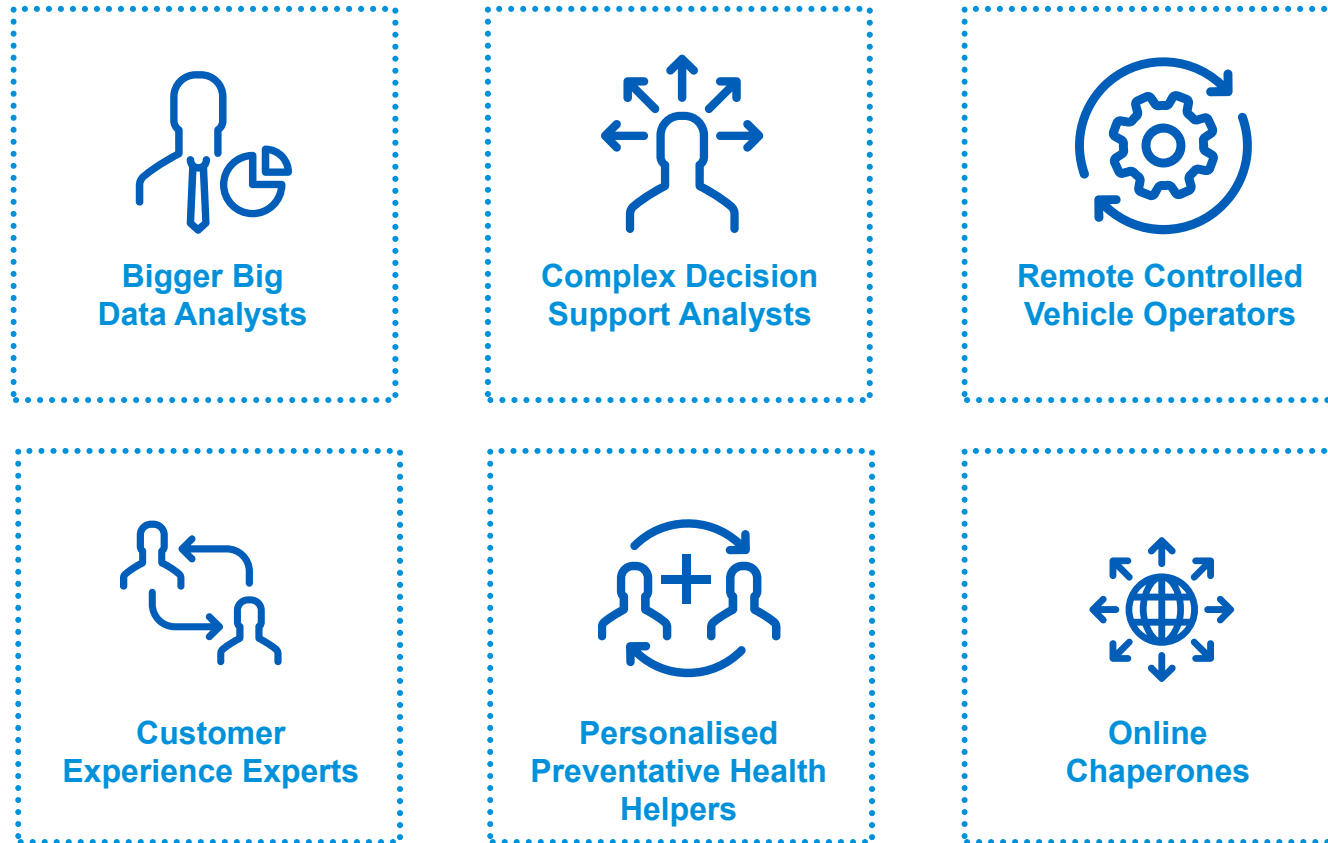 Bigger Big
Data Analysts
Complex Decision
Support Analysts
Remote Controlled
Vehicle Operators
Customer
Experience Experts
Personalised
Preventative Health
Helpers
Online
Chaperones